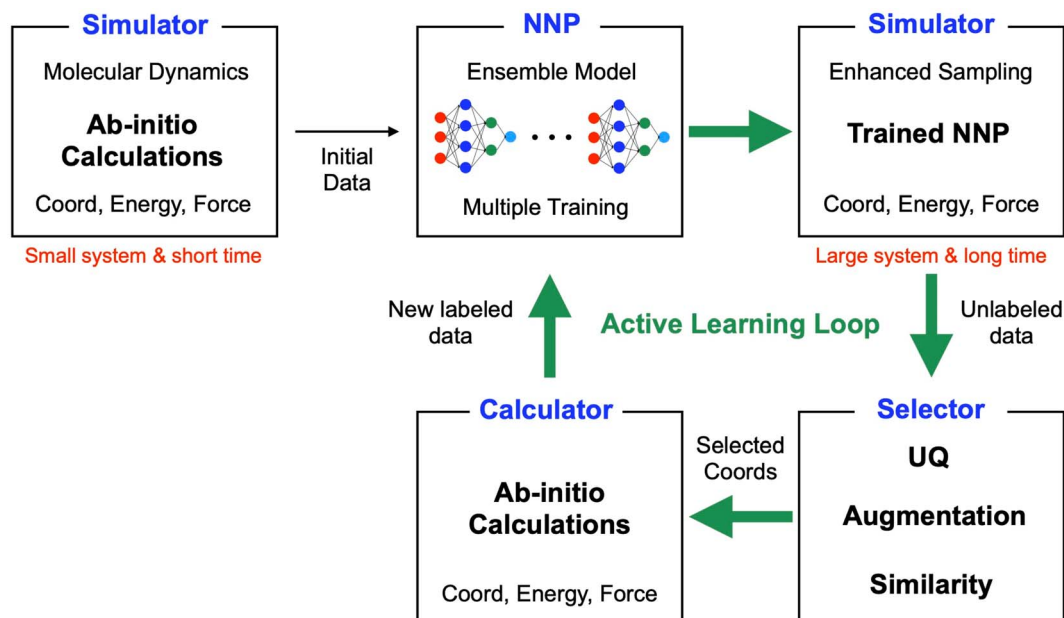 Simulator
Molecular Dynamics
Ab-initio
Calculations
Coord, Energy, Force
Small system & short time
Initial
Data
NNP
Ensemble Model
Multiple Training
Simulator
Enhanced Sampling
Trained NNP
Coord, Energy, Force
Large system & long time
New labeled
data
Active Learning Loop
Unlabeled
data
Calculator
Ab-initio
Calculations
Coord, Energy, Force
Selected
Coords
Selector
UQ
Augmentation
Similarity